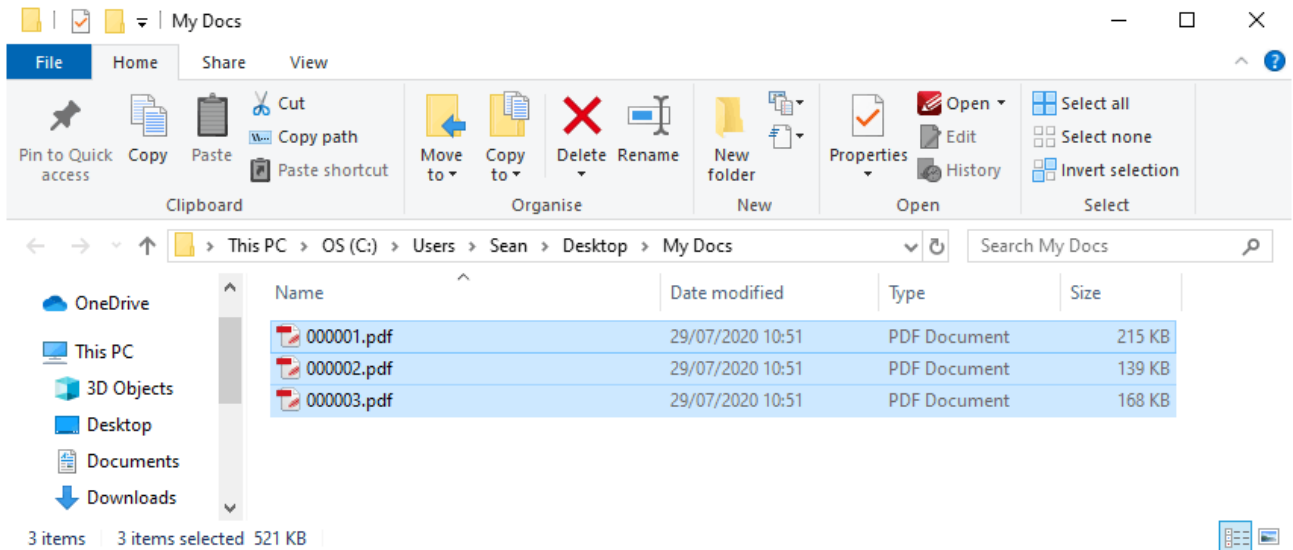 My Docs
File Home Share View
Pin to Quick access
Copy
Paste
Cut
Copy path
Paste shortcut
Clipboard
Move to
Copy to
Delete
Rename
Organise
New folder
New
Properties
Open
Edit
History
Open
Select all
Select none
Invert selection
Select
This PC > OS (C:) > Users > Sean > Desktop > My Docs
Search My Docs
OneDrive
This PC
3D Objects
Desktop
Documents
Downloads
Name Date modified Type Size
000001.pdf 29/07/2020 10:51 PDF Document 215 KB
000002.pdf 29/07/2020 10:51 PDF Document 139 KB
000003.pdf 29/07/2020 10:51 PDF Document 168 KB
3 items 3 items selected 521 KB